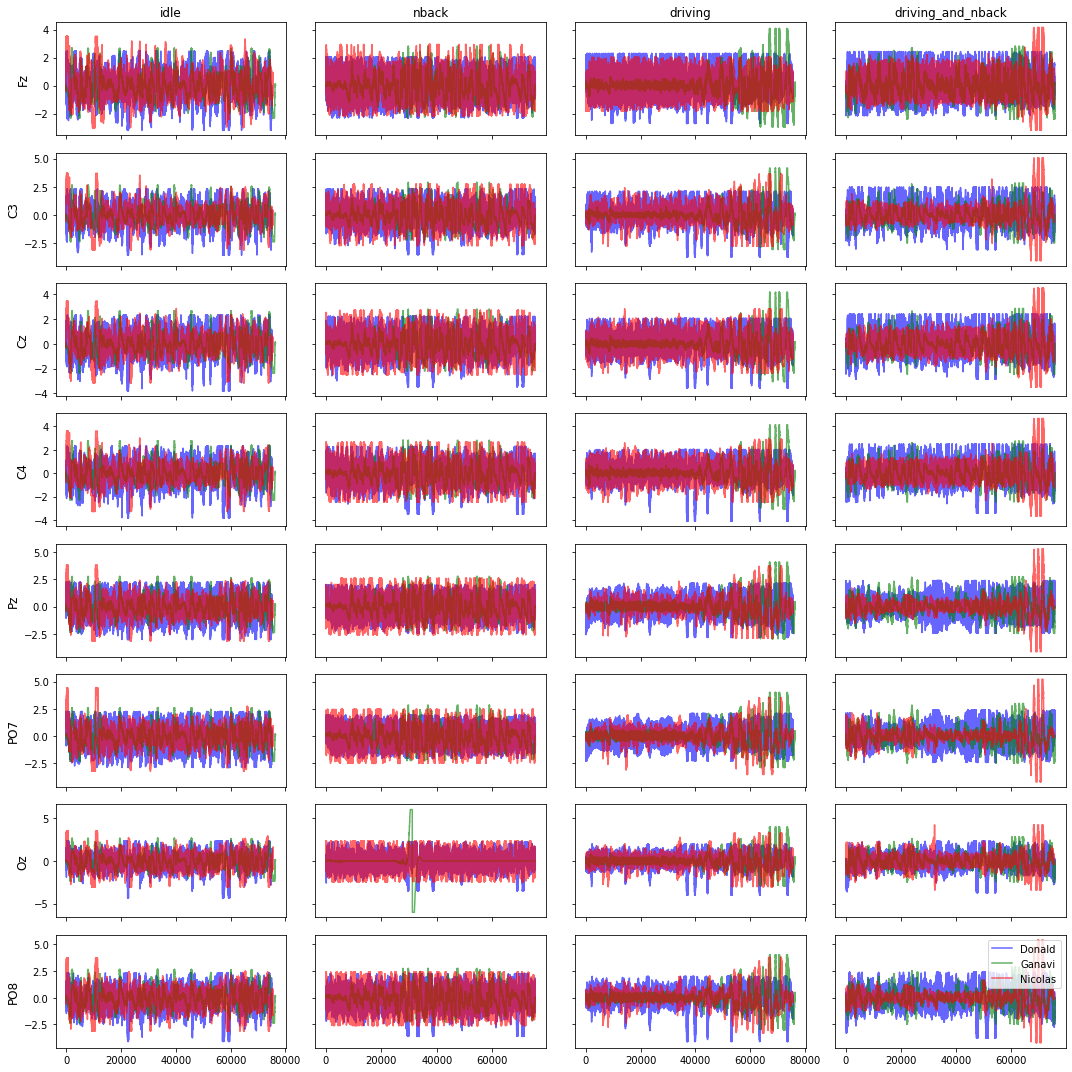 idle nback driving driving_and_nback
Fz
4
2
0
−2
C3
5.0
2.5
0.0
−2.5
Cz
4
2
0
−2
−4
C4
4
2
0
−2
−4
Pz
5.0
2.5
0.0
−2.5
PO7
5.0
2.5
0.0
−2.5
Oz
5
0
−5
PO8
5.0
2.5
0.0
−2.5
Donald
Ganavi
Nicolas
0 20000 40000 60000 80000 0 20000 40000 60000 0 20000 40000 60000 80000 0 20000 40000 60000